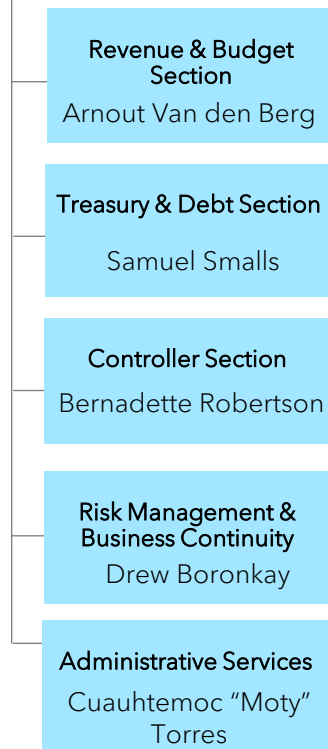 Revenue & Budget
Section
Arnout Van den Berg
Treasury & Debt Section
Samuel Smalls
Controller Section
Bernadette Robertson
Risk Management &
Business Continuity
Drew Boronkay
Administrative Services
Cuauhtemoc “Moty”
Torres